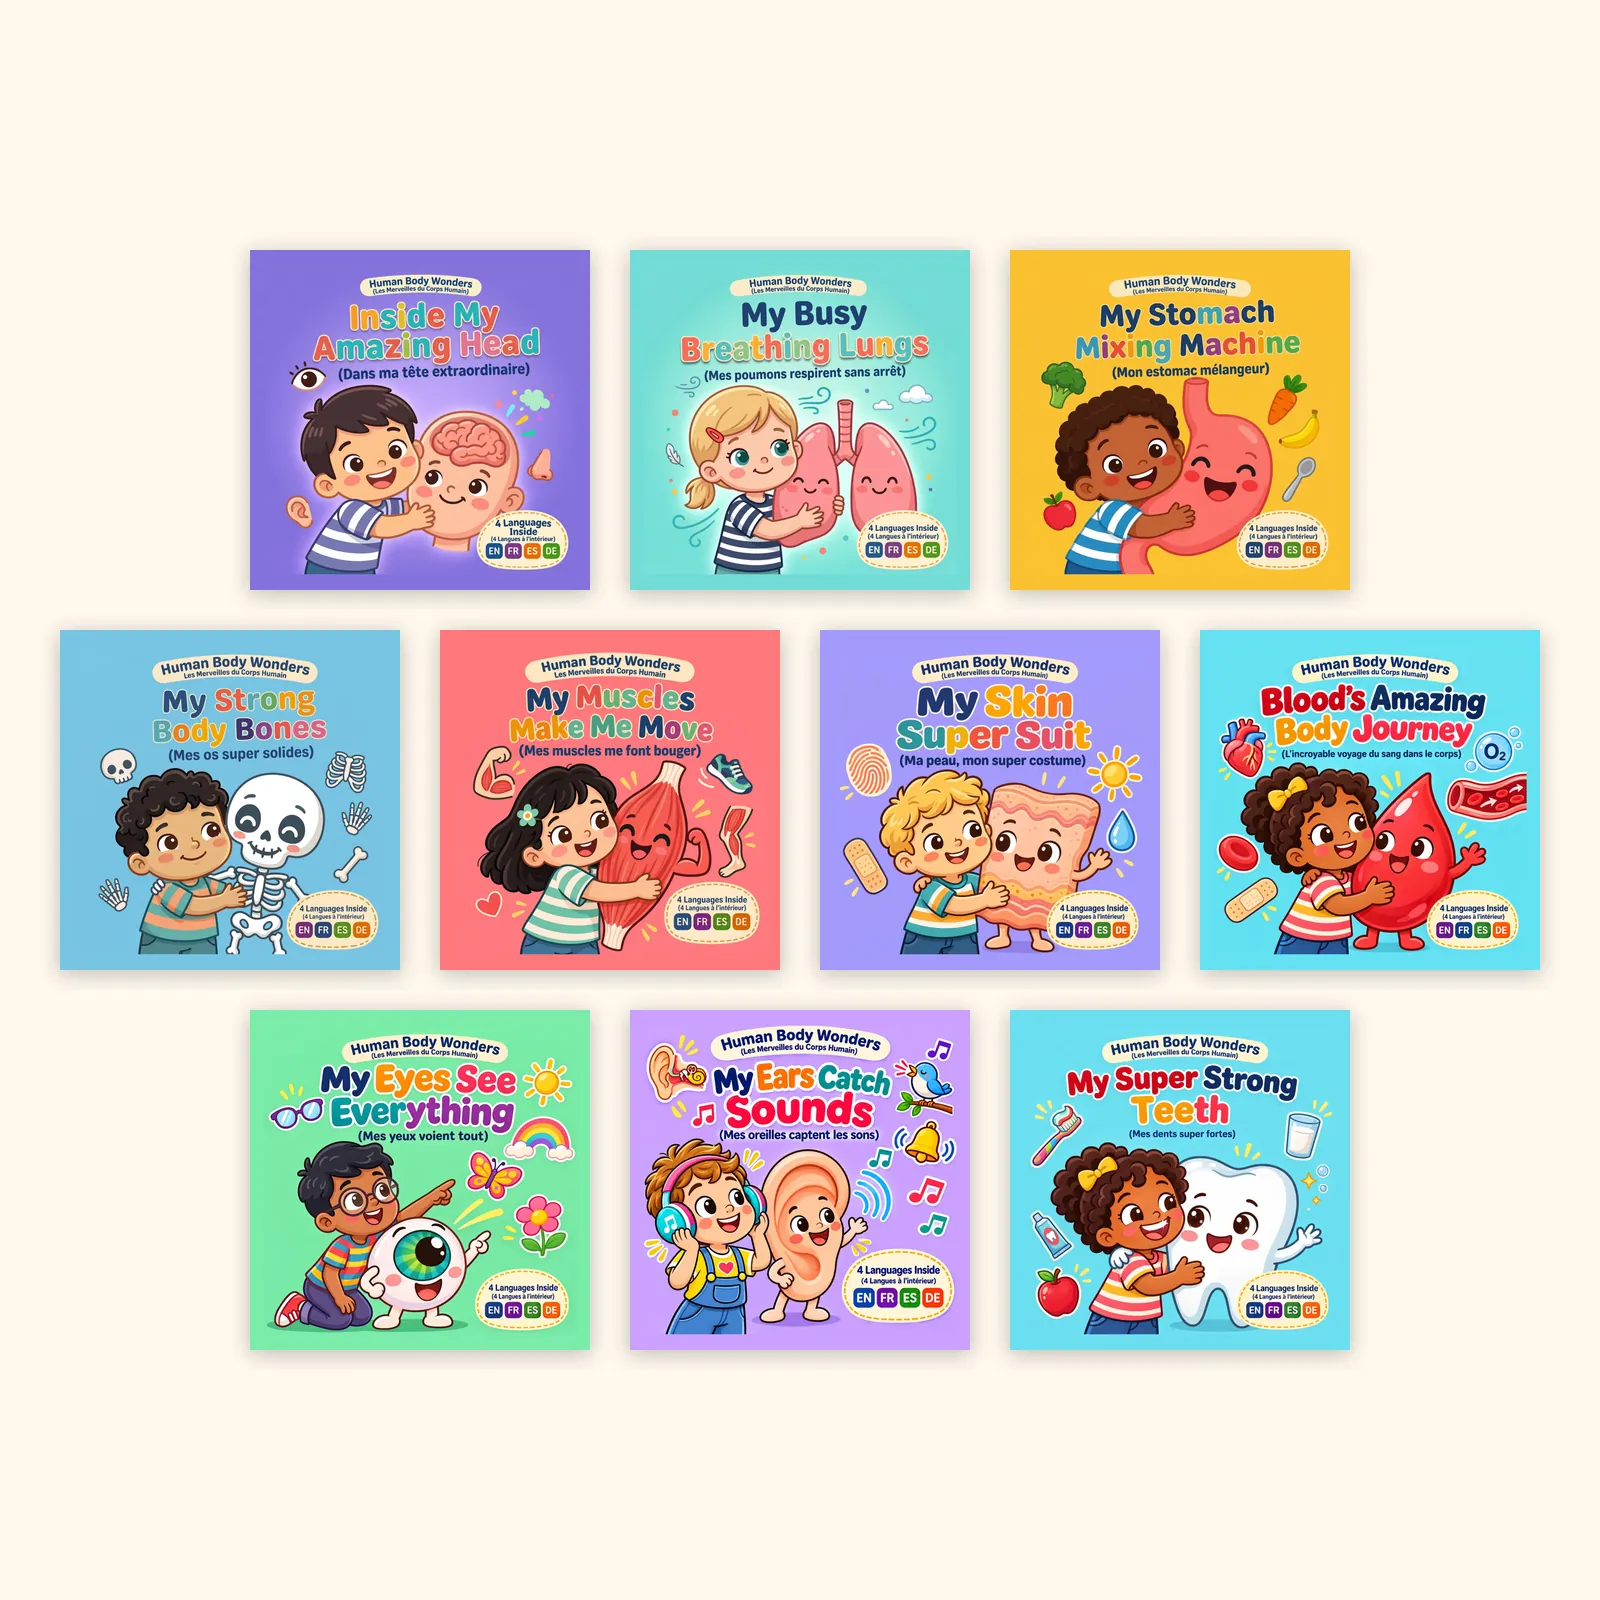 Human Body Wonders
(Les Merveilles du Corps Humain)
Inside My
Amazing Head
(Dans ma tête extraordinaire)
4 Languages
Inside
(4 Langues à l'intérieur)
EN FR ES DE
Human Body Wonders
(Les Merveilles du Corps Humain)
My Busy
Breathing Lungs
(Mes poumons respirent sans arrêt)
4 Languages Inside
(4 Langues à l'intérieur)
EN FR ES DE
Human Body Wonders
(Les Merveilles du Corps Humain)
My Stomach
Mixing Machine
(Mon estomac mélangeur)
4 Languages Inside
(4 Langues à l'intérieur)
EN FR ES DE
Human Body Wonders
(Les Merveilles du Corps Humain
My Strong
Body Bones
(Mes os super solides)
4 Languages Inside
(4 Langues à l'intérieur)
EN FR ES DE
Human Body Wonders
Les Merveilles du Corps Humain
My Muscles
Make Me Move
(Mes muscles me font bouger)
4 Languages Inside
(4 Langues à l'intérieur)
EN FR ES DE
Human Body Wonders
(Les Merveilles du Corps Humain)
My Skin
Super Suit
(Ma peau, mon super costume)
4 Languages Inside
(4 Langues à l'intérieur)
EN FR ES DE
Human Body Wonders
(Les Merveilles du Corps Humain)
Blood's Amazing
Body Journey
(L'incroyable voyage du sang dans le corps)
O₂
4 Languages Inside
(4 Langues à l'intérieur)
EN FR ES DE
Human Body Wonders
(Les Merveilles du Corps Humain)
My Eyes See
Everything
(Mes yeux voient tout)
4 Languages Inside
(4 Langues à l'intérieur)
EN FR ES DE
Human Body Wonders
(Les Merveilles du Corps Humain)
My Ears Catch
Sounds
(Mes oreilles captent les sons)
4 Languages Inside
(4 Langues à l'intérieur)
EN FR ES DE
Human Body Wonders
(Les Merveilles du Corps Humain)
My Super Strong
Teeth
(Mes dents super fortes)
4 Languages Inside
(4 Langues à l'intérieur)
EN FR ES DE